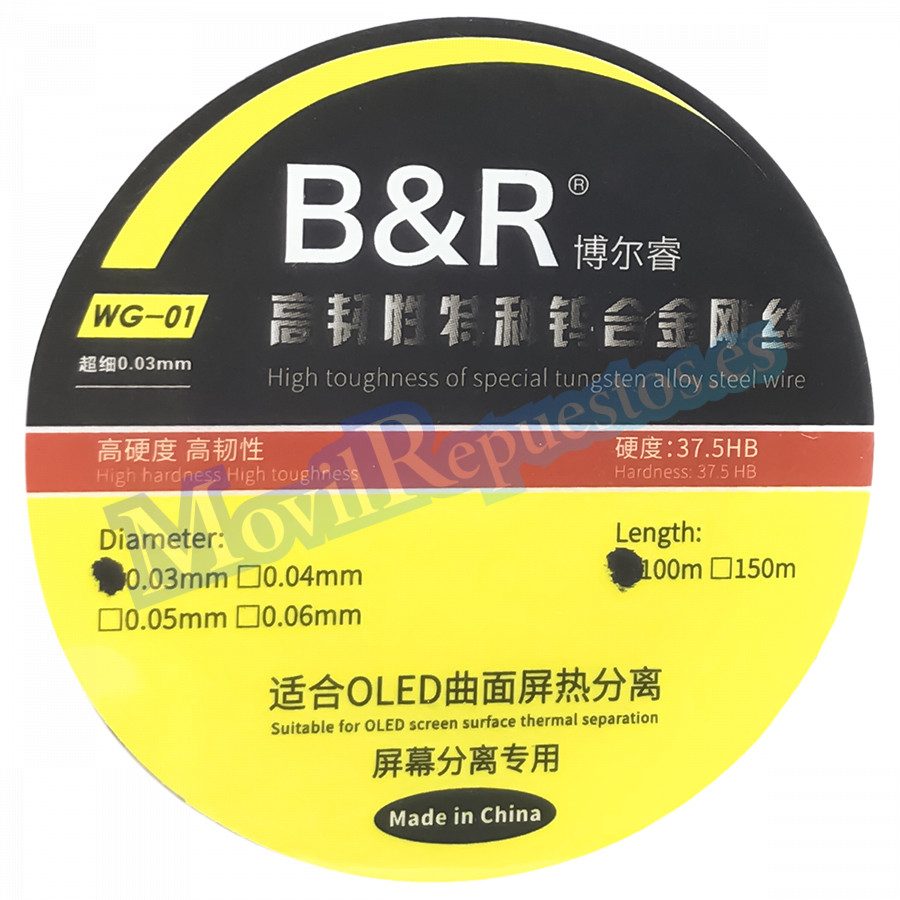 B&R®
博尔睿
WG-01
超细0.03mm
高韧性特种钨合金刚丝
High toughness of special tungsten alloy steel wire
MovilRepuestos.es
高硬度 高韧性
High hardness High toughness
硬度:37.5HB
Hardness: 37.5 HB
Diameter:
0.03mm □0.04mm
□0.05mm □0.06mm
Length:
100m □150m
适合OLED曲面屏热分离
Suitable for OLED screen surface thermal separation
屏幕分离专用
Made in China